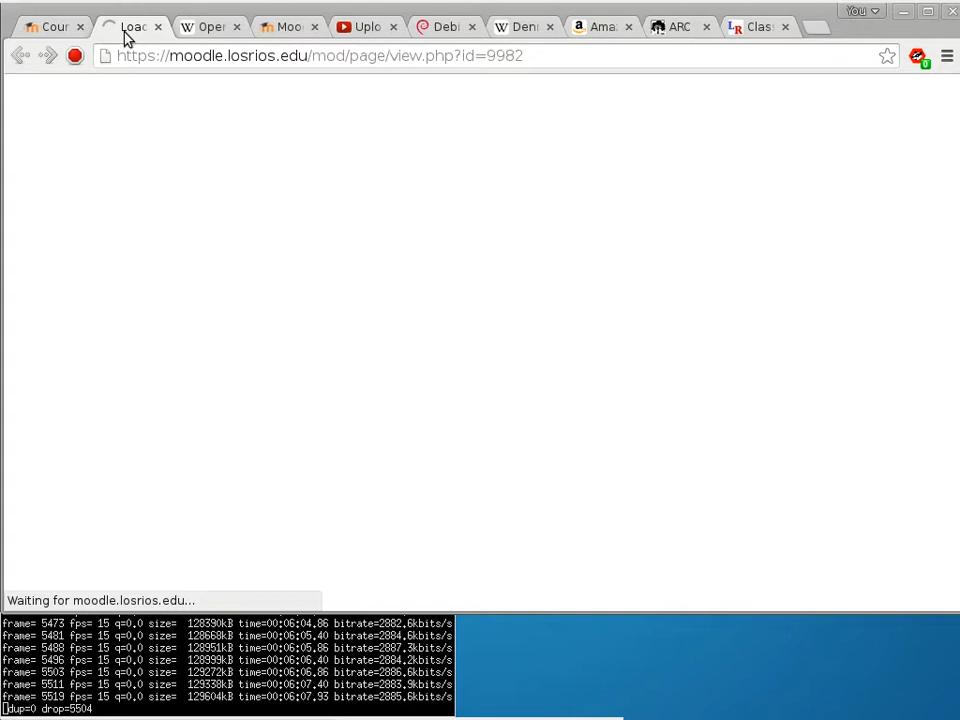 Cour Load Oper Moo Uplo Debi Denn Ama ARC Class You
https://moodle.losrios.edu/mod/page/view.php?id=9982
0
Waiting for moodle.losrios.edu...
frame= 5473 fps= 15 q=0.0 size=  128390kB time=00:06:04.86 bitrate=2882.6kbits/s
frame= 5481 fps= 15 q=0.0 size=  128668kB time=00:06:05.40 bitrate=2884.6kbits/s
frame= 5488 fps= 15 q=0.0 size=  128951kB time=00:06:05.86 bitrate=2887.3kbits/s
frame= 5496 fps= 15 q=0.0 size=  128999kB time=00:06:06.40 bitrate=2884.2kbits/s
frame= 5503 fps= 15 q=0.0 size=  129272kB time=00:06:06.86 bitrate=2886.6kbits/s
frame= 5511 fps= 15 q=0.0 size=  129338kB time=00:06:07.40 bitrate=2883.9kbits/s
frame= 5519 fps= 15 q=0.0 size=  129604kB time=00:06:07.93 bitrate=2885.6kbits/s
dup=0 drop=5504